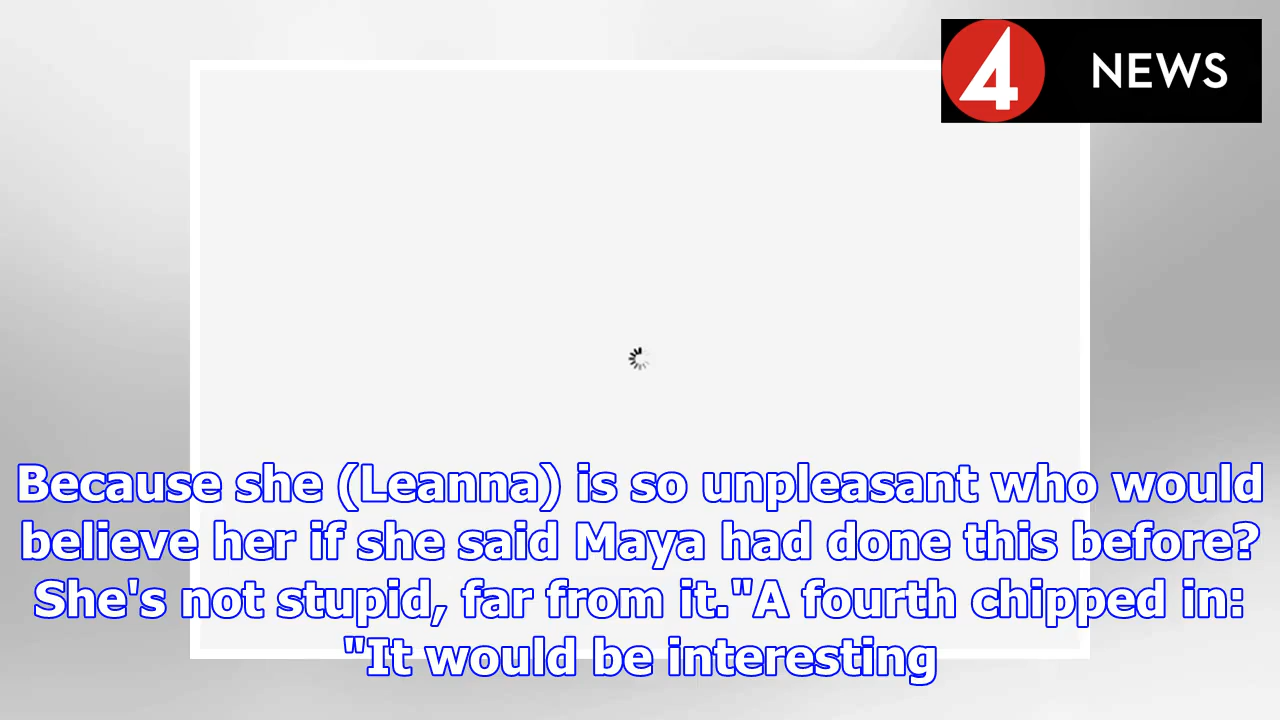 4 NEWS
Because she (Leanna) is so unpleasant who would
believe her if she said Maya had done this before?
She's not stupid, far from it."A fourth chipped in:
"It would be interesting